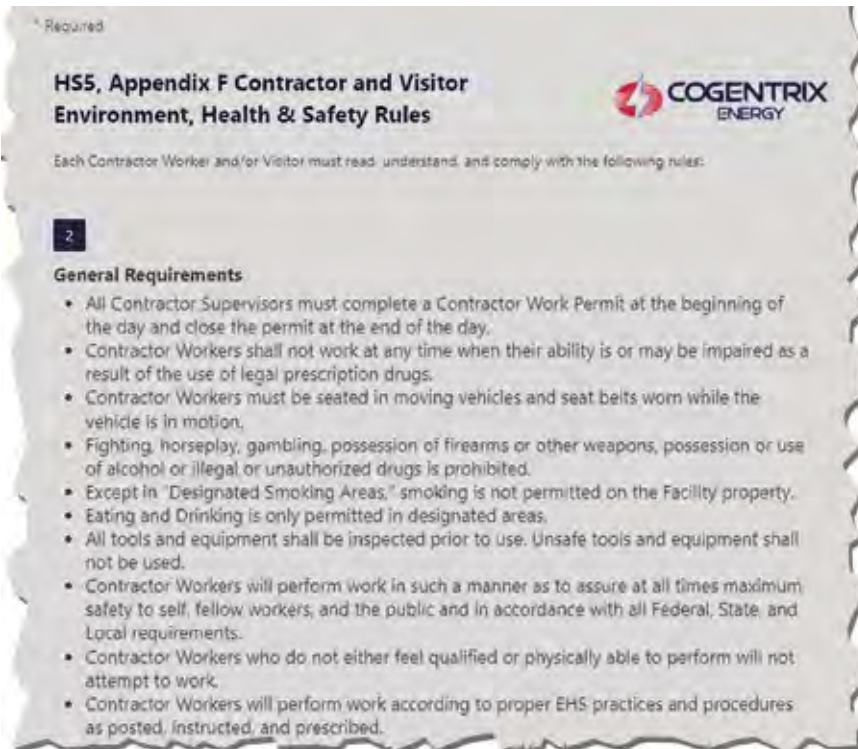 * Required
HS5, Appendix F Contractor and Visitor
Environment, Health & Safety Rules
COGENTRIX
ENERGY
Each Contractor Worker and/or Visitor must read, understand, and comply with the following rules:
2
General Requirements
• All Contractor Supervisors must complete a Contractor Work Permit at the beginning of
the day and close the permit at the end of the day.
• Contractor Workers shall not work at any time when their ability is or may be impaired as a
result of the use of legal prescription drugs.
• Contractor Workers must be seated in moving vehicles and seat belts worn while the
vehicle is in motion.
• Fighting, horseplay, gambling, possession of firearms or other weapons, possession or use
of alcohol or illegal or unauthorized drugs is prohibited.
• Except in "Designated Smoking Areas," smoking is not permitted on the Facility property.
• Eating and Drinking is only permitted in designated areas.
• All tools and equipment shall be inspected prior to use. Unsafe tools and equipment shall
not be used.
• Contractor Workers will perform work in such a manner as to assure at all times maximum
safety to self, fellow workers, and the public and in accordance with all Federal, State, and
Local requirements.
• Contractor Workers who do not either feel qualified or physically able to perform will not
attempt to work.
• Contractor Workers will perform work according to proper EHS practices and procedures
as posted, instructed, and prescribed.